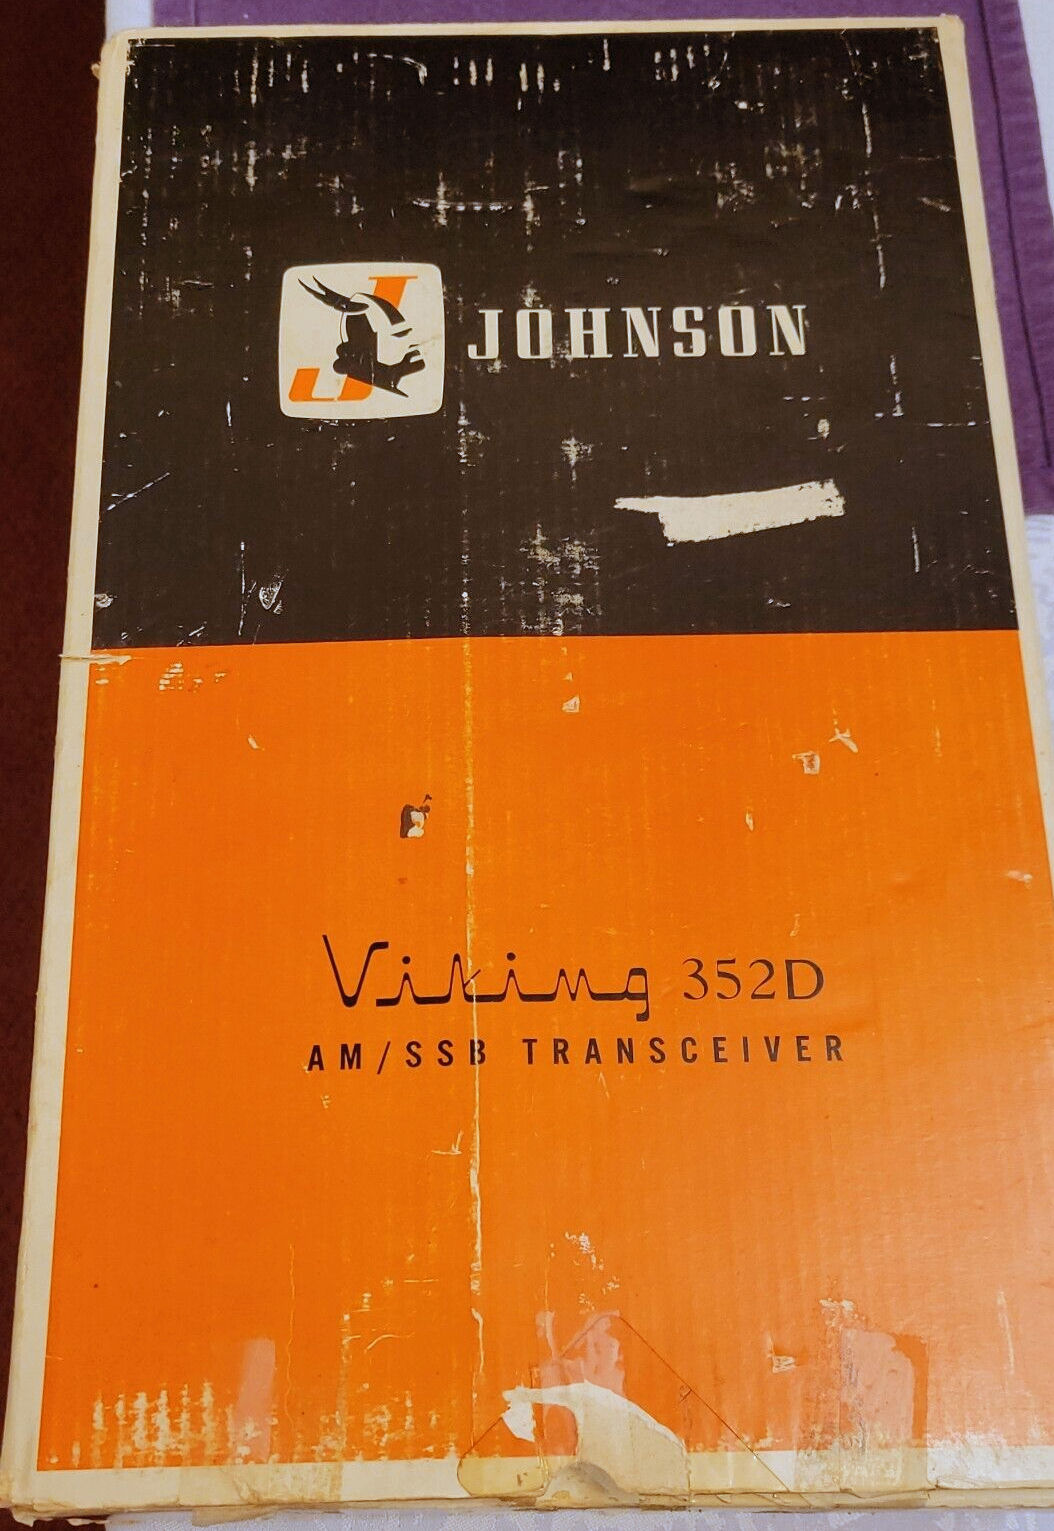 J
JOHNSON
Viking 352D
AM/SSB TRANSCEIVER